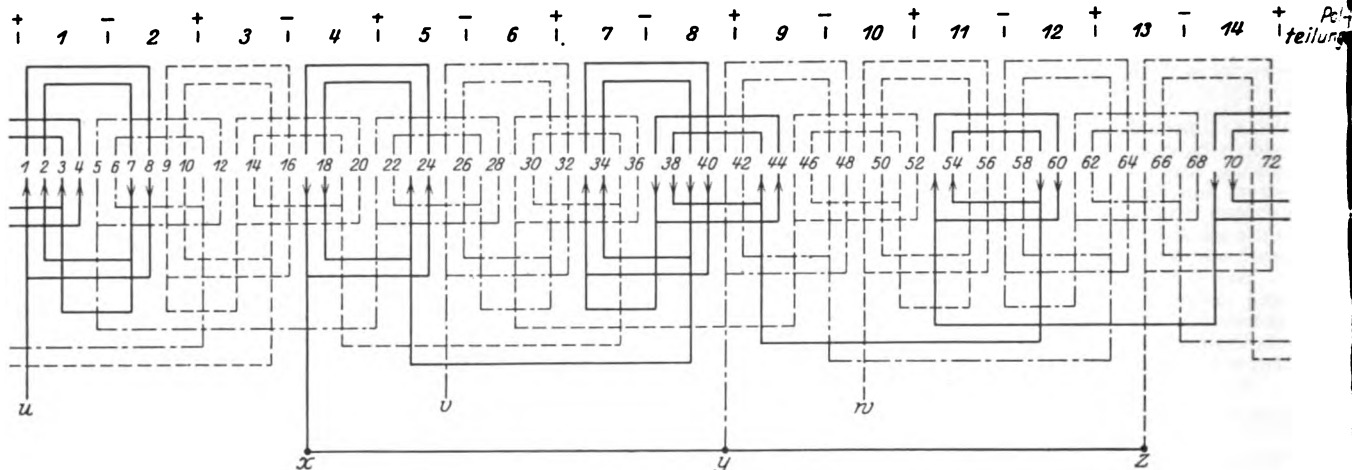 + 1 − 2 + 3 − 4 + 5 − 6 + 7 − 8 + 9 − 10 + 11 − 12 + 13 − 14 + Pol-
teilung
1 2 3 4 5 6 7 8 9 10 12 14 16 18 20 22 24 26 28 30 32 34 36 38 40 42 44 46 48 50 52 54 56 58 60 62 64 66 68 70 72
u v w
x y z